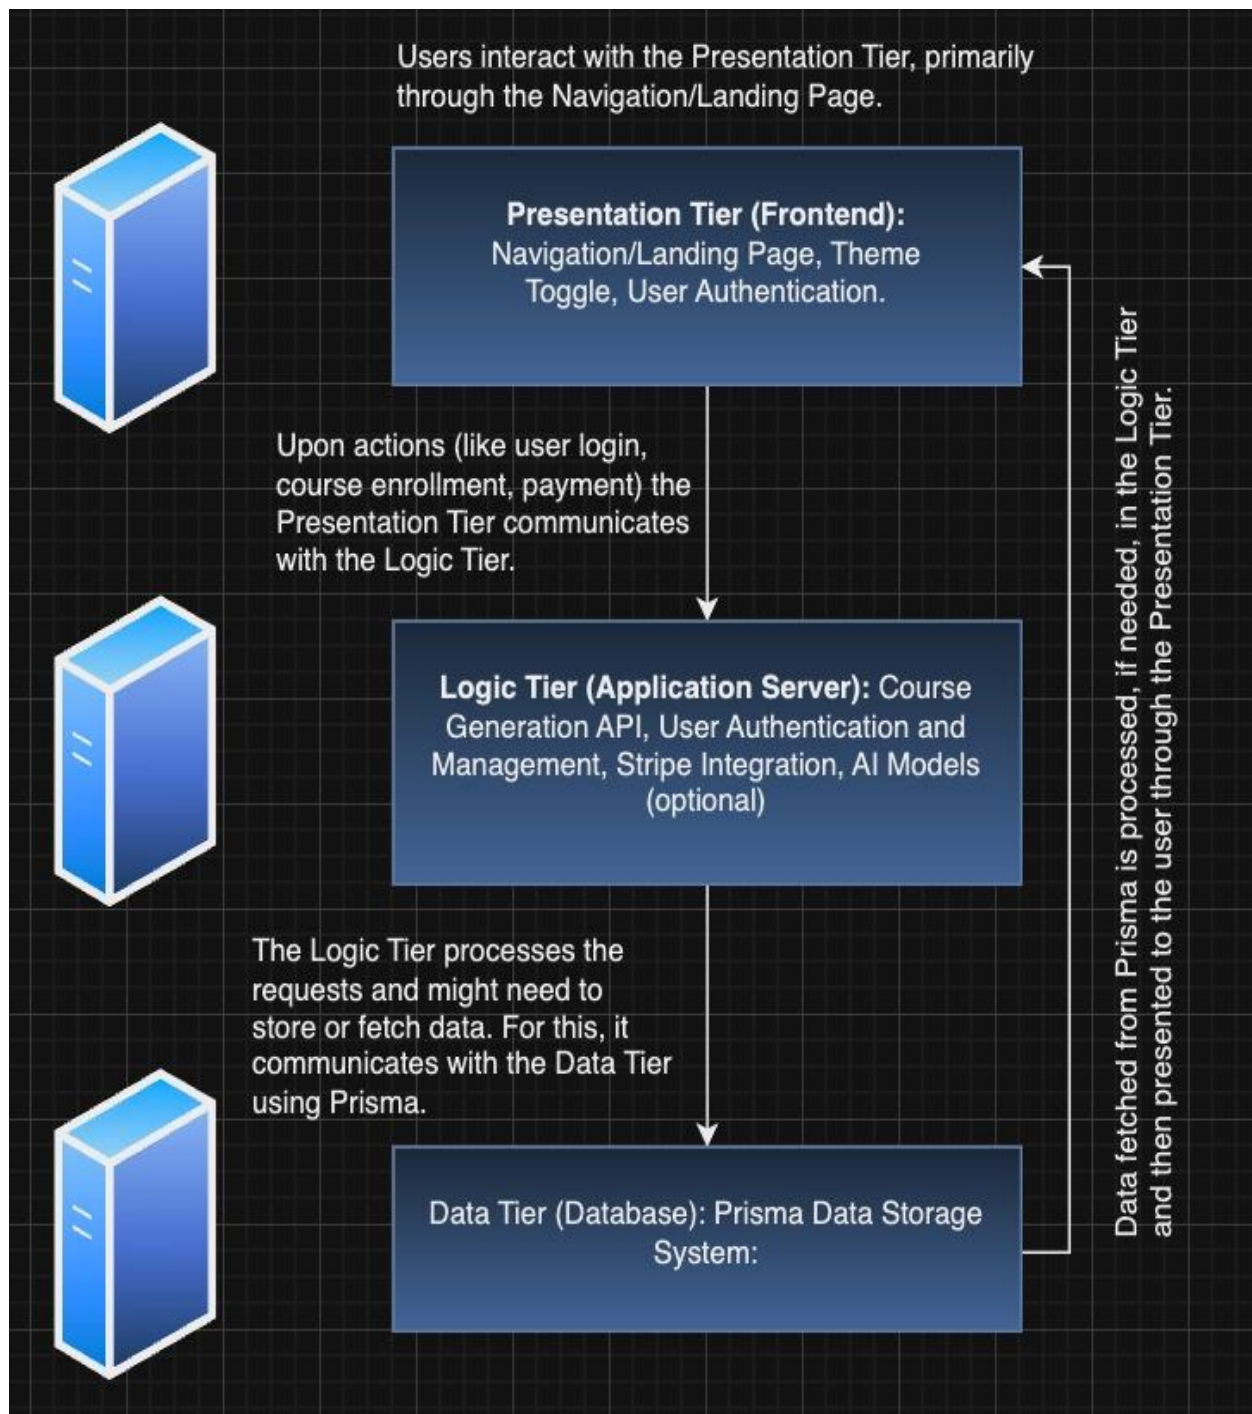 Users interact with the Presentation Tier, primarily
through the Navigation/Landing Page.
Presentation Tier (Frontend):
Navigation/Landing Page, Theme
Toggle, User Authentication.
Upon actions (like user login,
course enrollment, payment) the
Presentation Tier communicates
with the Logic Tier.
Logic Tier (Application Server): Course
Generation API, User Authentication and
Management, Stripe Integration, AI Models
(optional)
The Logic Tier processes the
requests and might need to
store or fetch data. For this, it
communicates with the Data Tier
using Prisma.
Data Tier (Database): Prisma Data Storage
System:
Data fetched from Prisma is processed, if needed, in the Logic Tier
and then presented to the user through the Presentation Tier.